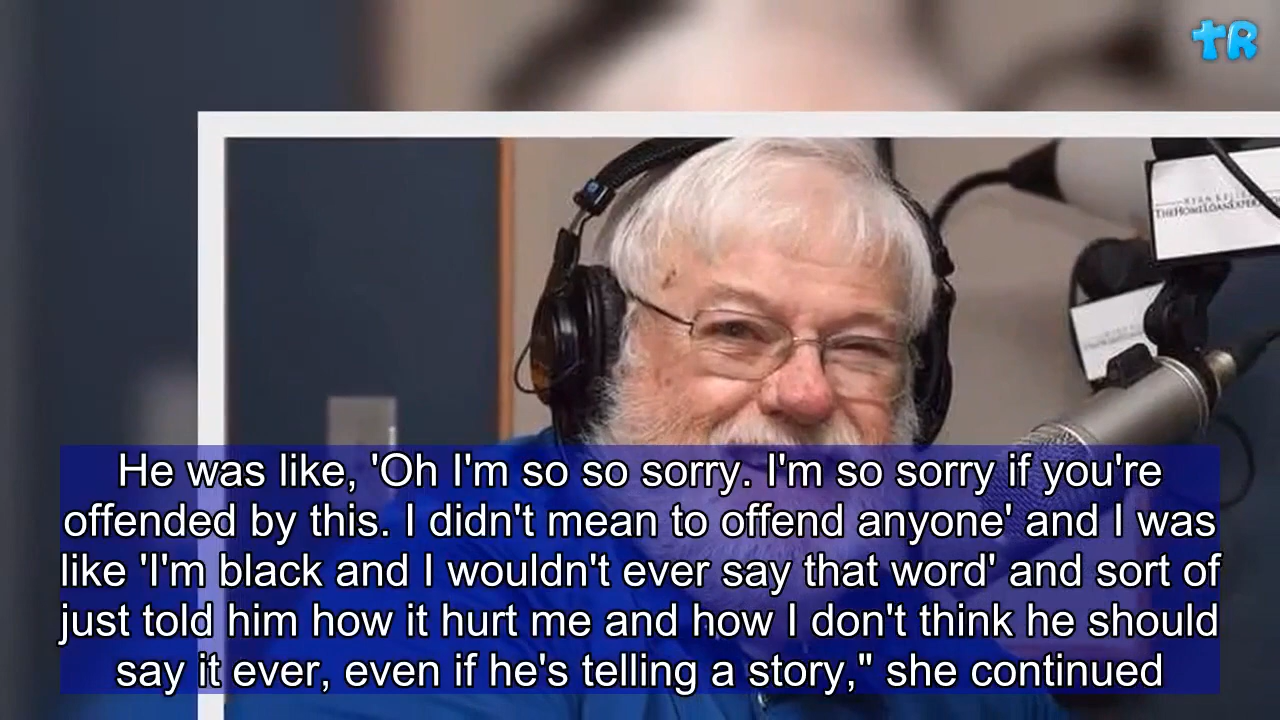 tR
THEHOMELOANEXPER
He was like, 'Oh I'm so so sorry. I'm so sorry if you're
offended by this. I didn't mean to offend anyone' and I was
like 'I'm black and I wouldn't ever say that word' and sort of
just told him how it hurt me and how I don't think he should
say it ever, even if he's telling a story," she continued